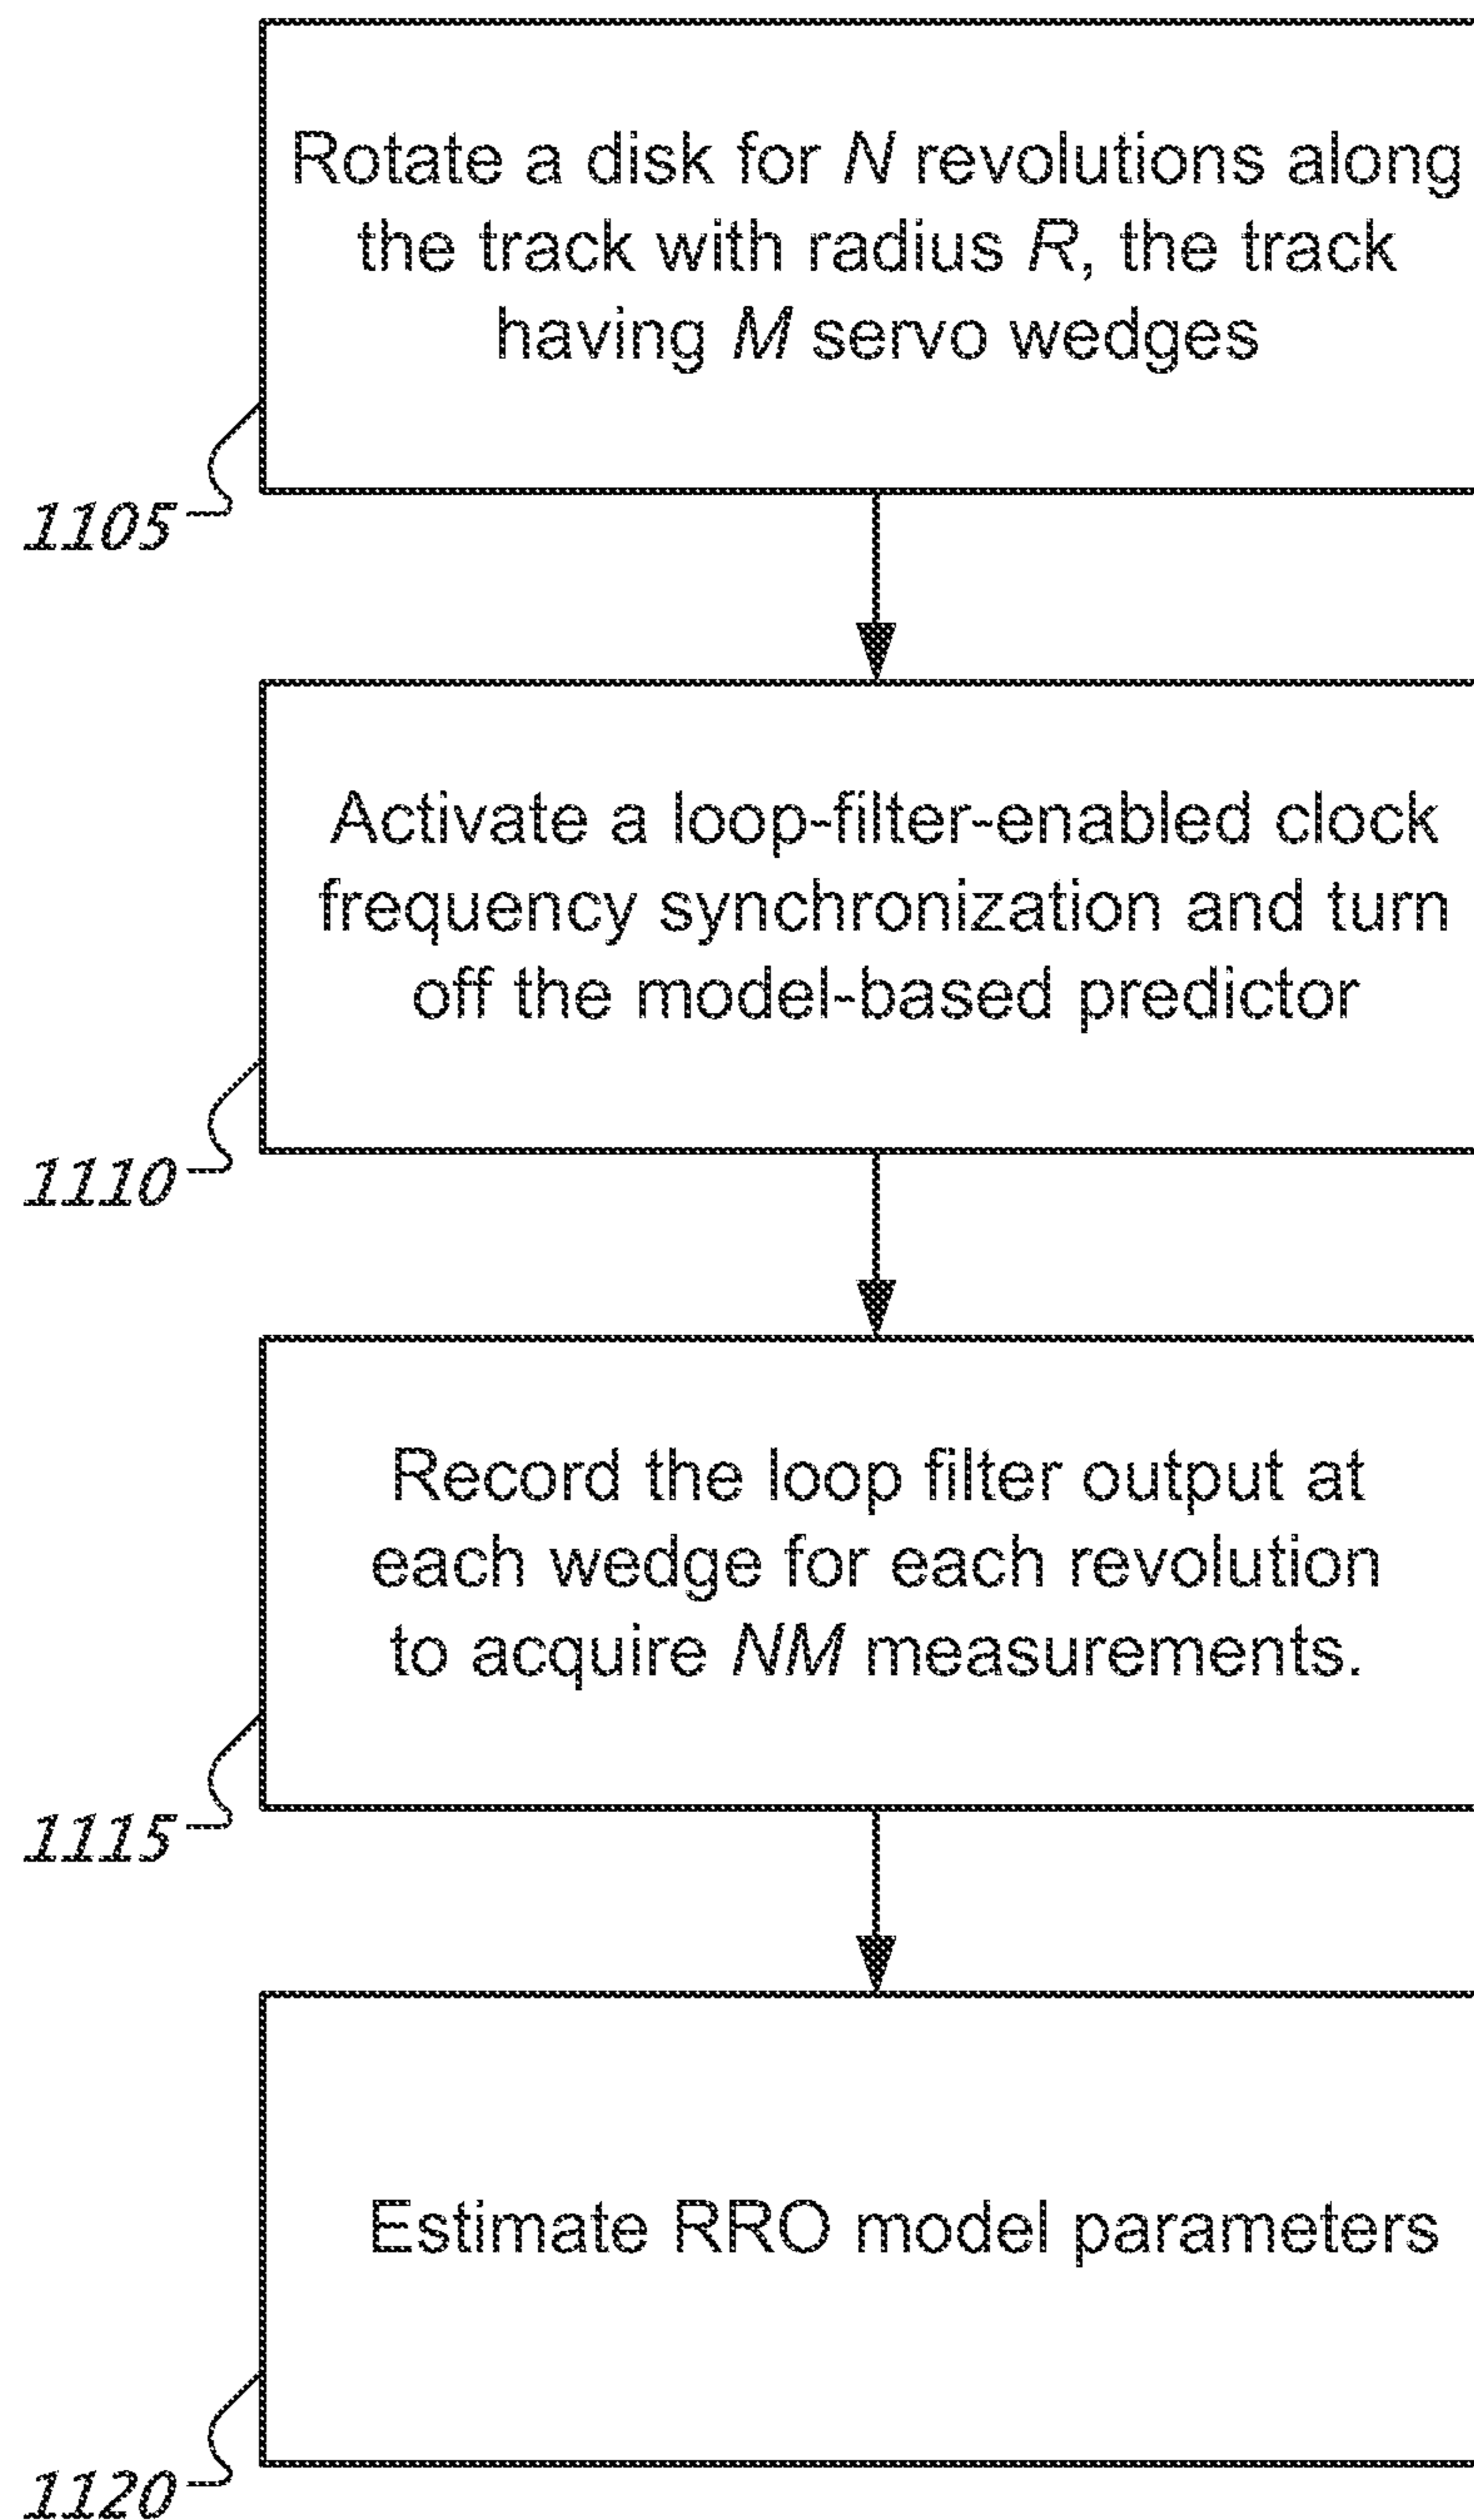 Rotate a disk for N revolutions along
the track with radius R, the track
having M servo wedges
1105
Activate a loop-filter-enabled clock
frequency synchronization and turn
off the model-based predictor
1110
Record the loop filter output at
each wedge for each revolution
to acquire NM measurements.
1115
Estimate RRO model parameters
1120